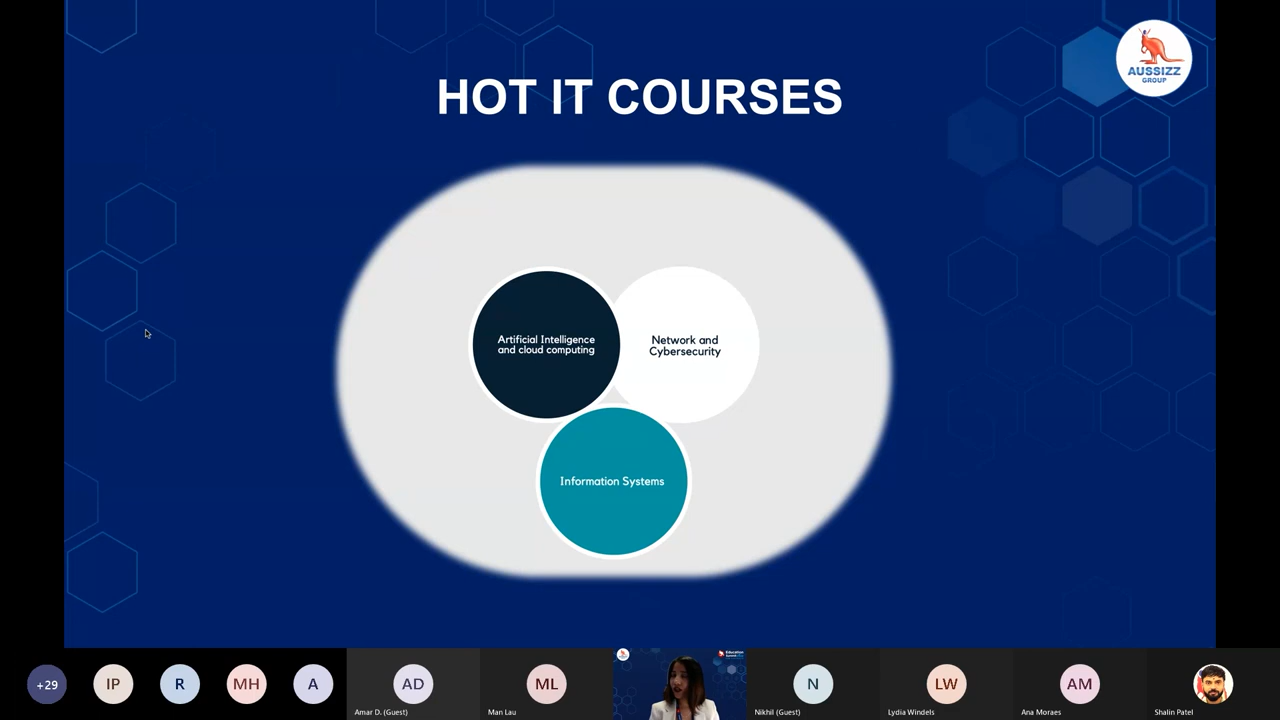 HOT IT COURSES
AUSSIZZ
GROUP
Artificial Intelligence
and cloud computing
Network and
Cybersecurity
Information Systems
+29
IP
R
MH
A
AD
Amar D. (Guest)
ML
Man Lau
Education
N
Nikhil (Guest)
LW
Lydia Windels
AM
Ana Moraes
Shalin Patel